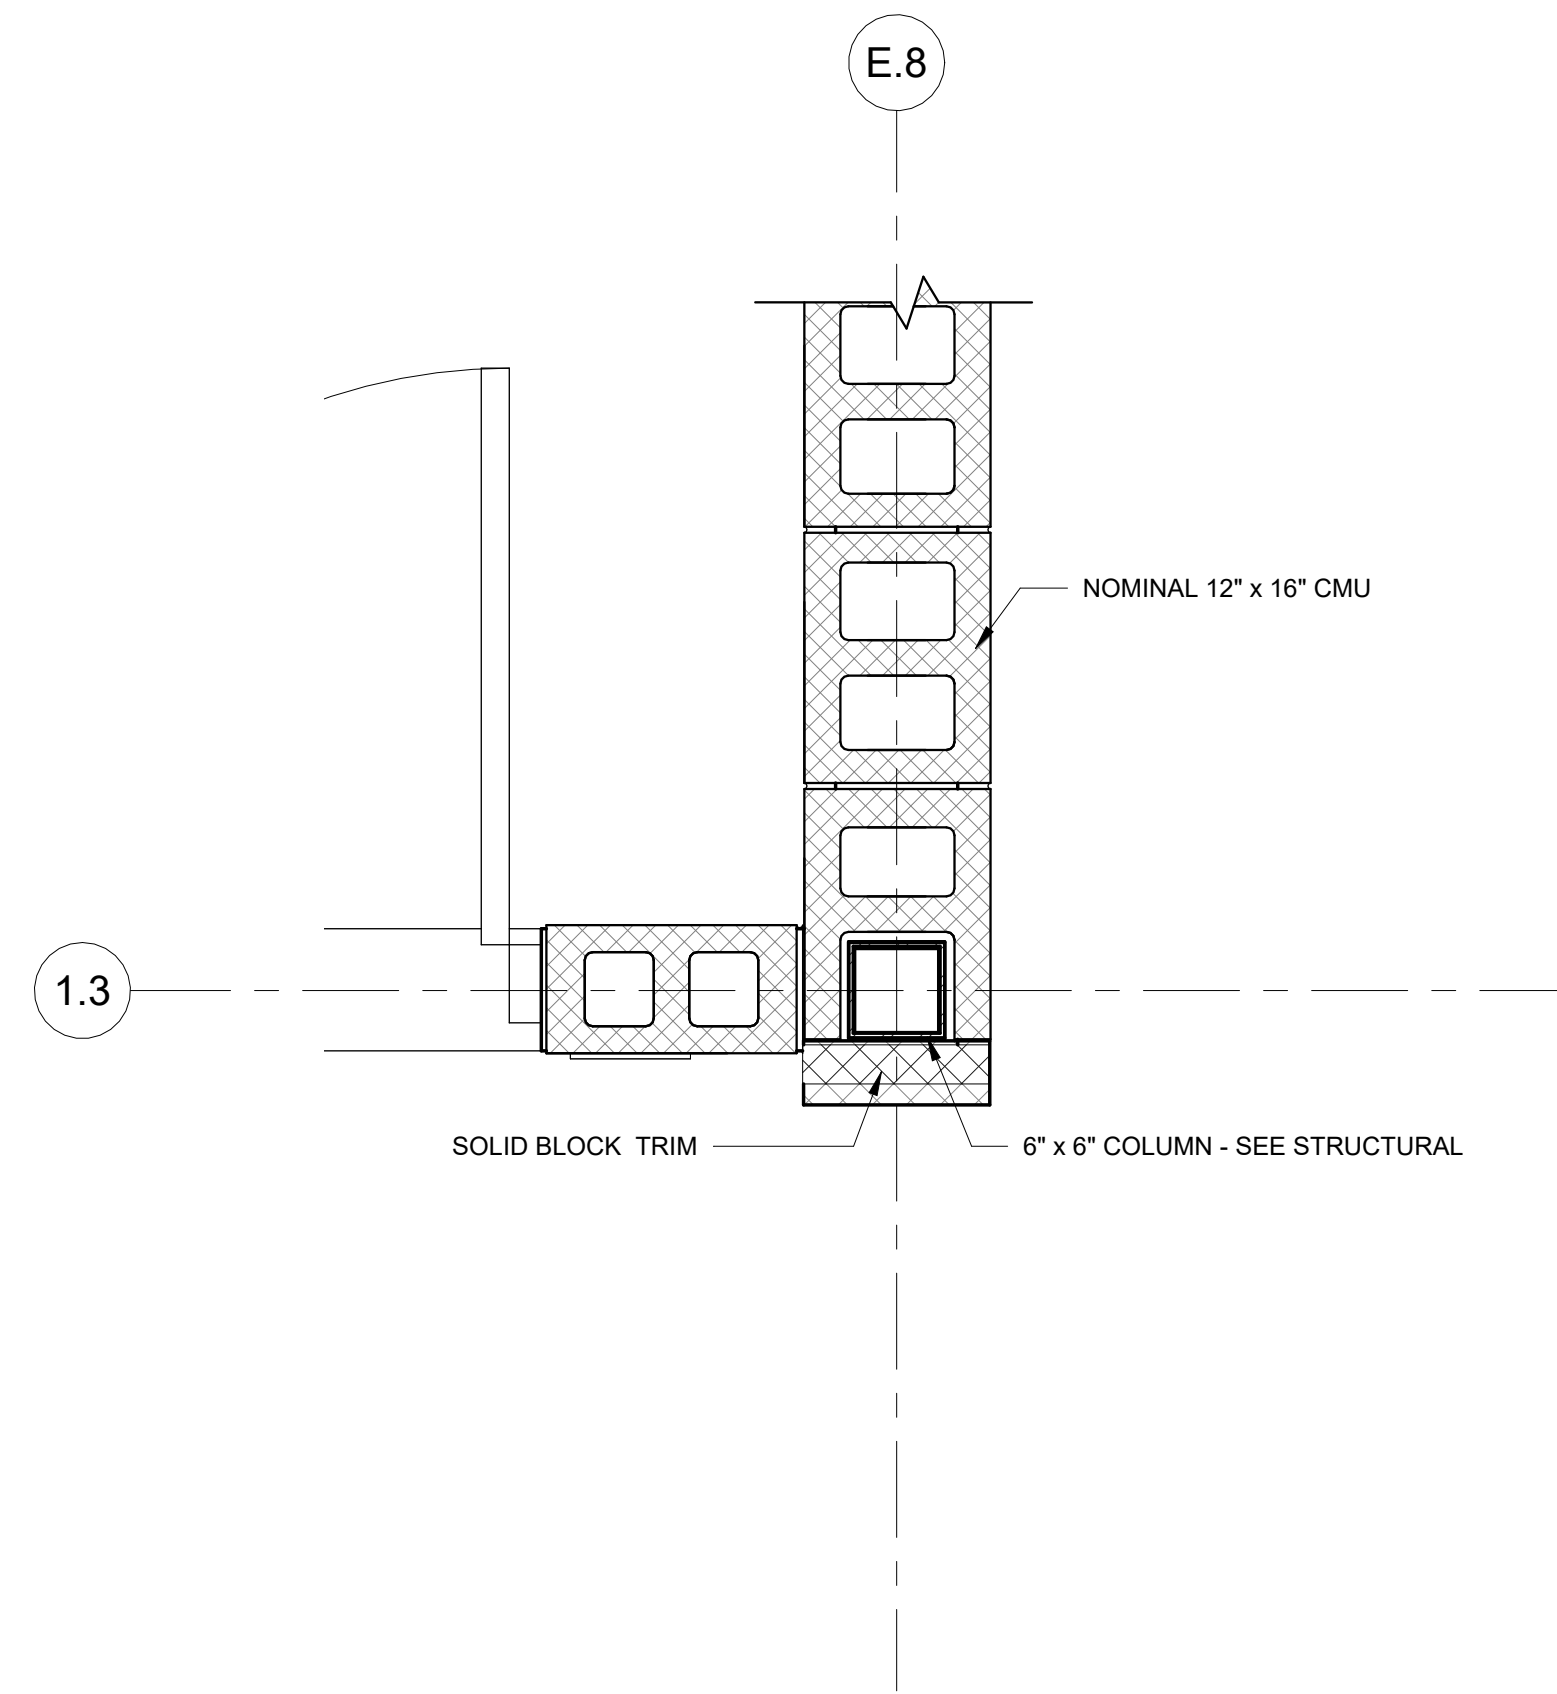 E.8
NOMINAL 12" x 16" CMU
1.3
SOLID BLOCK TRIM
6" x 6" COLUMN - SEE STRUCTURAL